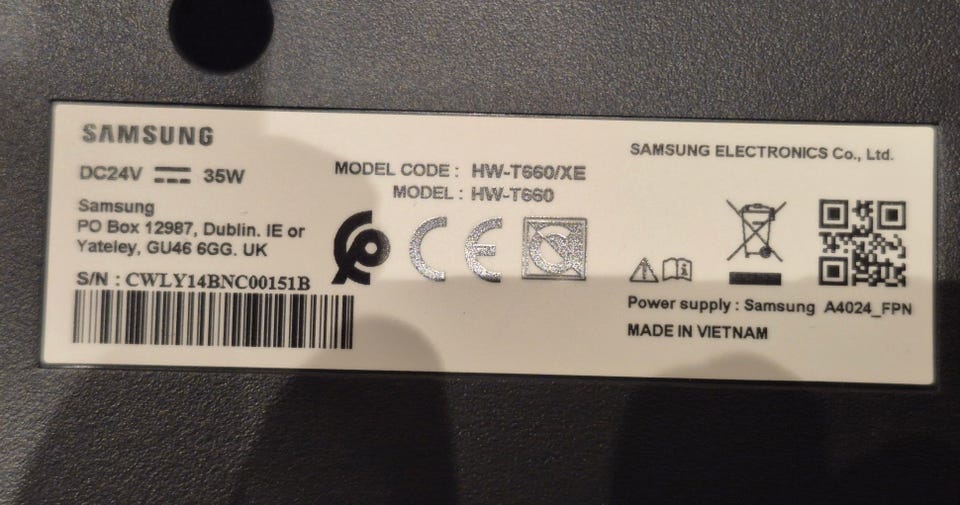 SAMSUNG
DC24V 35W
Samsung
PO Box 12987, Dublin. IE or
Yateley, GU46 6GG. UK
S/N : CWLY14BNC00151B
MODEL CODE : HW-T660/XE
MODEL : HW-T660
CE
SAMSUNG ELECTRONICS Co., Ltd.
Power supply : Samsung A4024_FPN
MADE IN VIETNAM